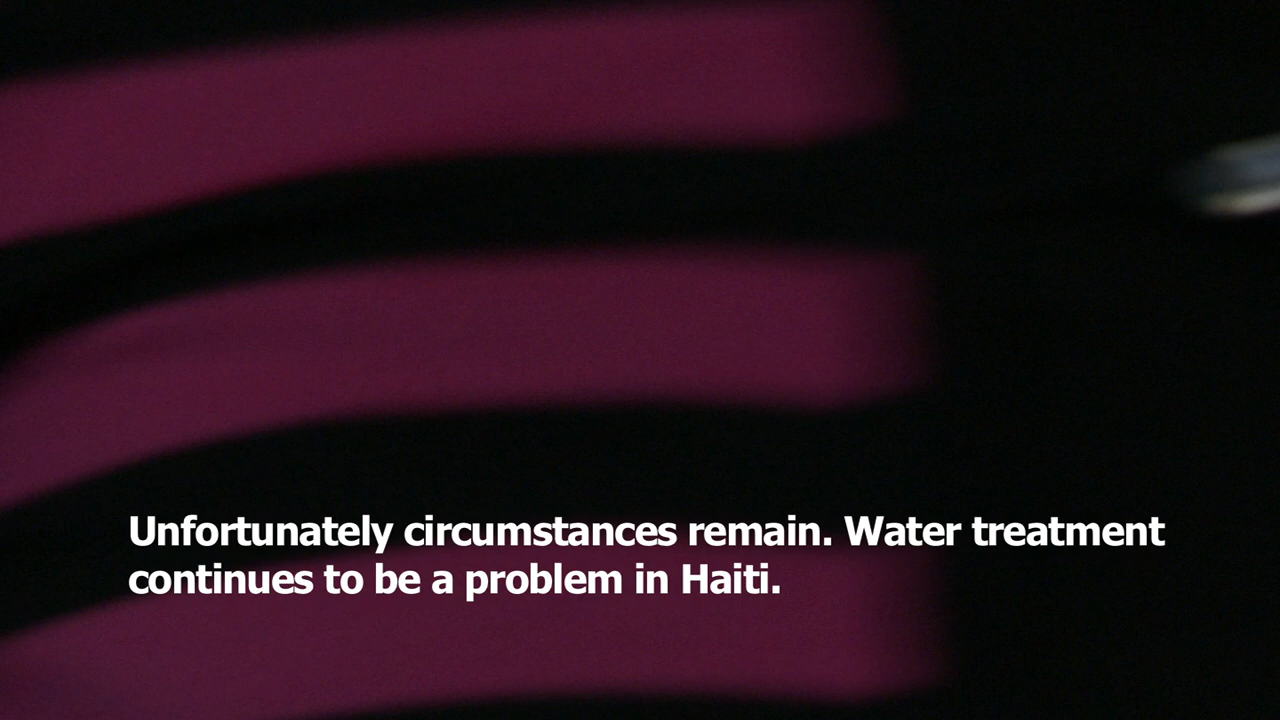 Unfortunately circumstances remain. Water treatment
continues to be a problem in Haiti.